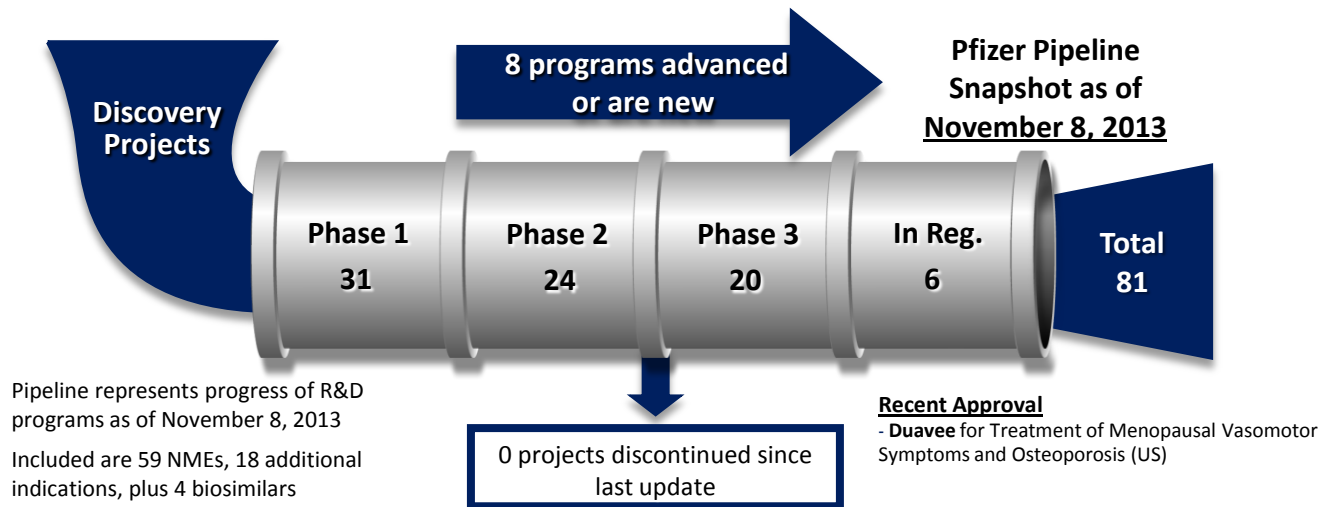 Discovery
Projects
8 programs advanced
or are new
Pfizer Pipeline
Snapshot as of
November 8, 2013
Phase 1
31
Phase 2
24
Phase 3
20
In Reg.
6
Total
81
Pipeline represents progress of R&D
programs as of November 8, 2013
Included are 59 NMEs, 18 additional
indications, plus 4 biosimilars
0 projects discontinued since
last update
Recent Approval
- Duavee for Treatment of Menopausal Vasomotor
Symptoms and Osteoporosis (US)